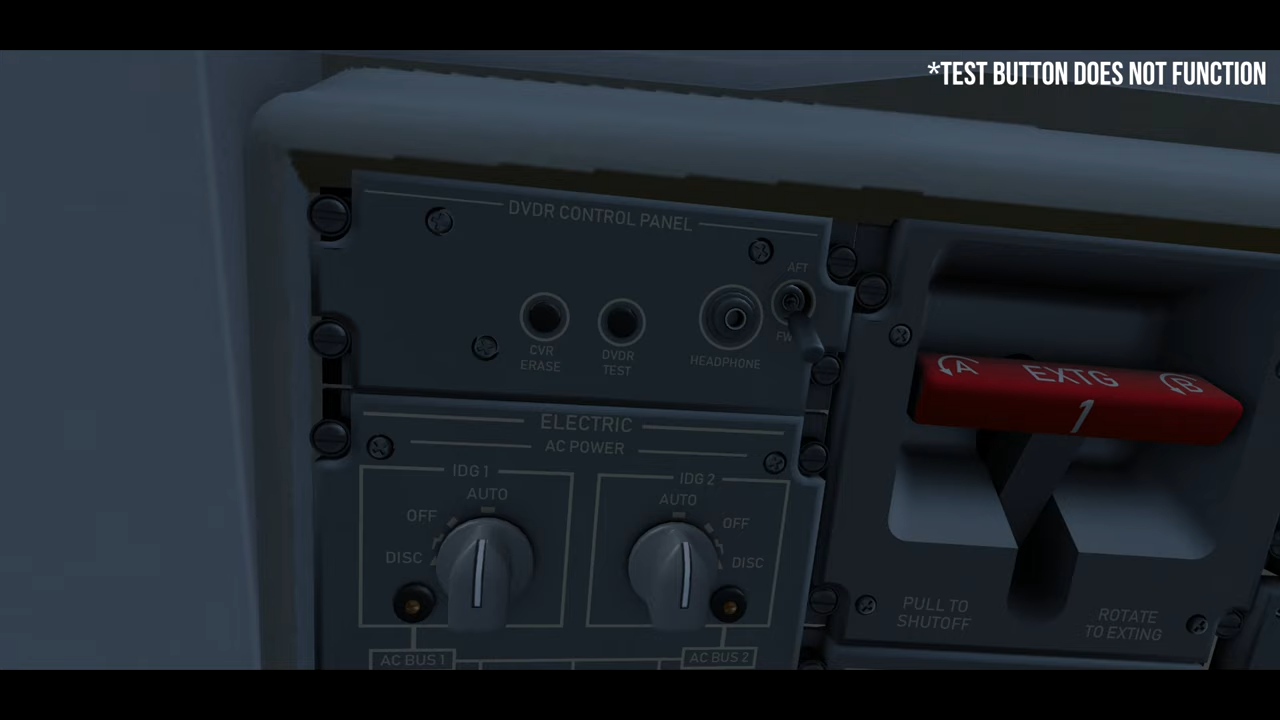 *TEST BUTTON DOES NOT FUNCTION
DVDR CONTROL PANEL
AFT
CVR
ERASE
DVDR
TEST
HEADPHONE
A
EXTG
B
1
ELECTRIC
AC POWER
IDG 1
AUTO
OFF
DISC
IDG 2
AUTO
OFF
DISC
PULL TO
SHUTOFF
ROTATE
TO EXTING
AC BUS 1
AC BUS 2